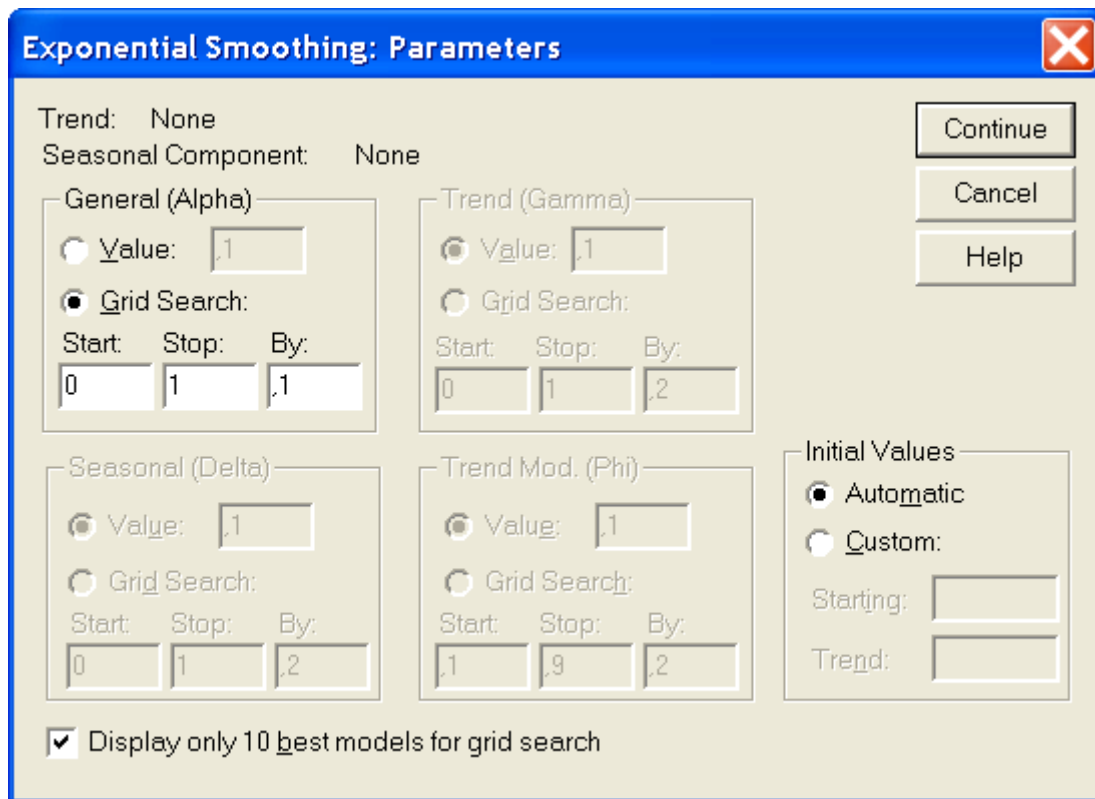 Exponential Smoothing: Parameters
Trend: None
Seasonal Component: None
Continue
Cancel
Help
General (Alpha)
Value: ,1
Grid Search:
Start: Stop: By:
0 1 ,1
Trend (Gamma)
Value: ,1
Grid Search:
Start: Stop: By:
0 1 ,2
Seasonal (Delta)
Value: ,1
Grid Search:
Start: Stop: By:
0 1 ,2
Trend Mod. (Phi)
Value: ,1
Grid Search:
Start: Stop: By:
,1 ,9 ,2
Initial Values
Automatic
Custom:
Starting:
Trend:
Display only 10 best models for grid search